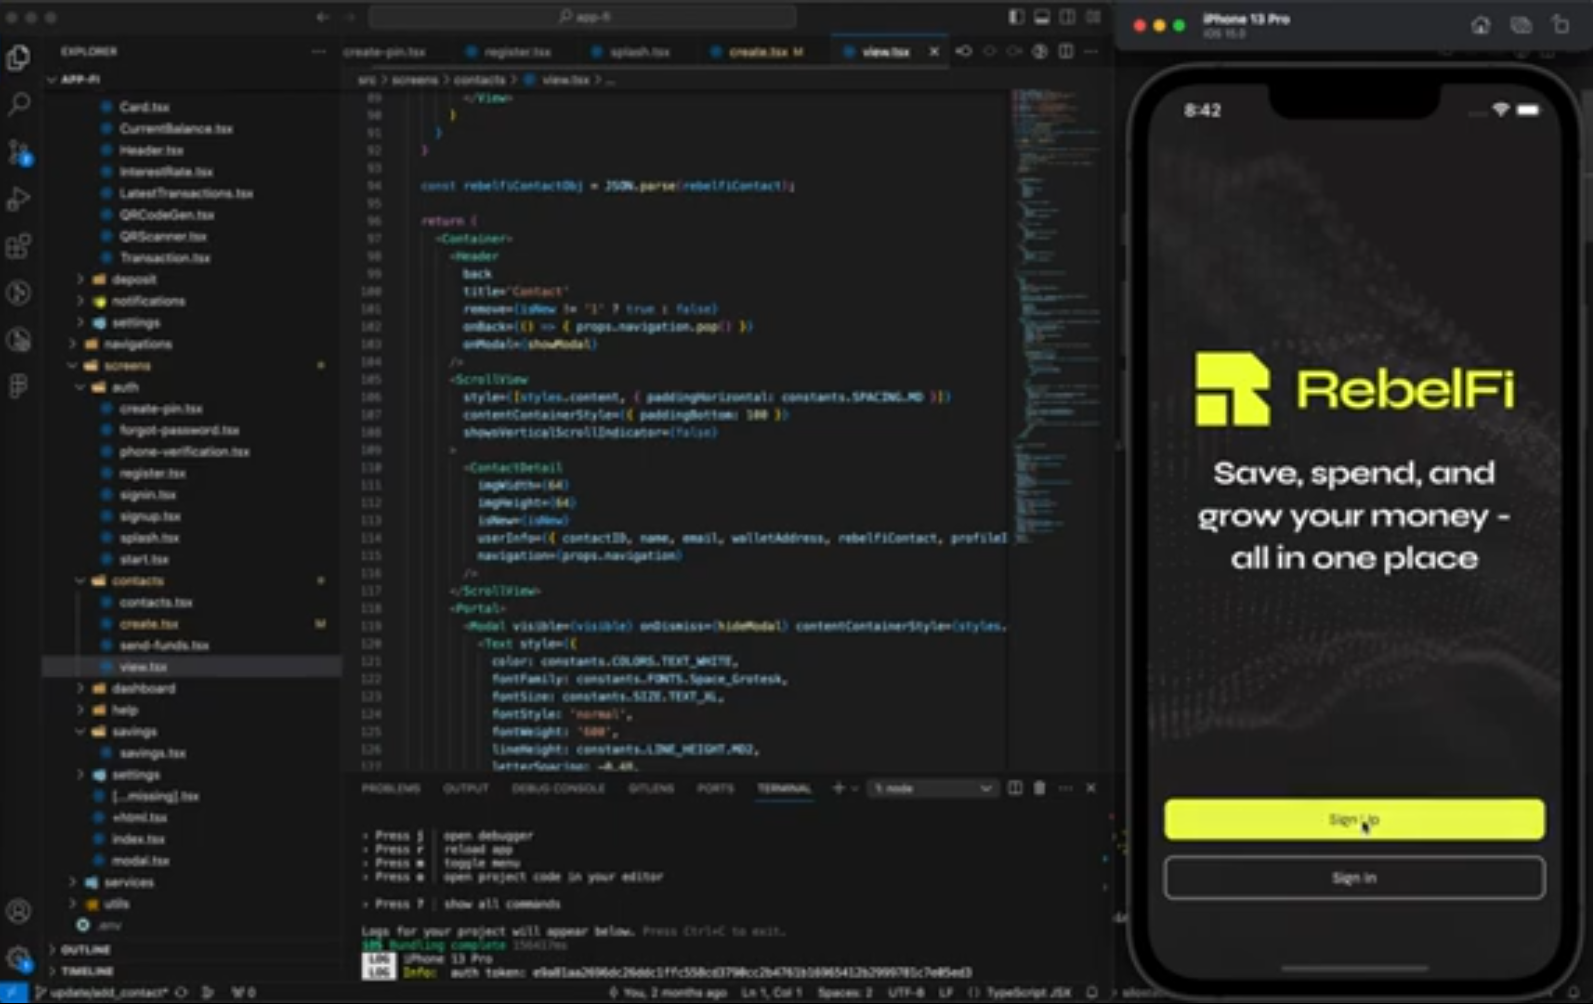 app-fi
iPhone 13 Pro
iOS 15.0
EXPLORER
create-pin.tsx
register.tsx
splash.tsx
create.tsx M
view.tsx
APP-FI
src > screens > contacts > view.tsx > ...
Card.tsx
CurrentBalance.tsx
Header.tsx
InterestRate.tsx
LatestTransactions.tsx
QRCodeGen.tsx
QRScanner.tsx
Transaction.tsx
deposit
notifications
settings
navigations
screens
auth
create-pin.tsx
forgot-password.tsx
phone-verification.tsx
register.tsx
signin.tsx
signup.tsx
splash.tsx
start.tsx
contacts
contacts.tsx
create.tsx M
send-funds.tsx
view.tsx
dashboard
help
savings
savings.tsx
settings
[...missing].tsx
+html.tsx
index.tsx
modal.tsx
services
utils
.env
OUTLINE
TIMELINE
89 </View>
90 )
91 }
92 }
93
94 const rebelfiContactObj = JSON.parse(rebelfiContact);
95
96 return (
97 <Container>
98 <Header
99 back
100 title='Contact'
101 remove={isNew != '1' ? true : false}
102 onBack={() => { props.navigation.pop() }}
103 onModal={showModal}
104 />
105 <ScrollView
106 style={[styles.content, { paddingHorizontal: constants.SPACING.MD }]}
107 contentContainerStyle={{ paddingBottom: 100 }}
108 showsVerticalScrollIndicator={false}
109 >
110 <ContactDetail
111 imgWidth={64}
112 imgHeight={64}
113 isNew={isNew}
114 userInfo={{ contactID, name, email, walletAddress, rebelfiContact, profileI
115 navigation={props.navigation}
116 />
117 </ScrollView>
118 <Portal>
119 <Modal visible={visible} onDismiss={hideModal} contentContainerStyle={styles.
120 <Text style={{
121 color: constants.COLORS.TEXT_WHITE,
122 fontFamily: constants.FONTS.Space_Grotesk,
123 fontSize: constants.SIZE.TEXT_XL,
124 fontStyle: 'normal',
125 fontWeight: '600',
126 lineHeight: constants.LINE_HEIGHT.MD2,
127 letterSpacing: -0.40,
PROBLEMS OUTPUT DEBUG CONSOLE GITLENS PORTS TERMINAL 1: node
› Press j | open debugger
› Press r | reload app
› Press m | toggle menu
› Press o | open project code in your editor
› Press ? | show all commands
Logs for your project will appear below. Press Ctrl+C to exit.
iOS Bundling complete
LOG iPhone 13 Pro
LOG Info: auth token:
update/add_contact*
0
You, 2 months ago Ln 1, Col 1 Spaces: 2 UTF-8 LF TypeScript JSX
8:42
RebelFi
Save, spend, and
grow your money -
all in one place
Sign Up
Sign In